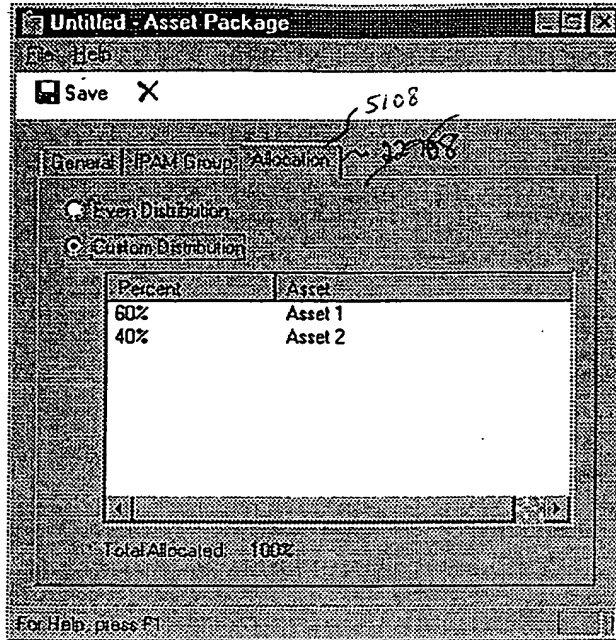 Untitled - Asset Package
File Help
Save
5108
General IPAM Group Allocation
Even Distribution
Custom Distribution
Percent Asset
60% Asset 1
40% Asset 2
Total Allocated: 100%
For Help, press F1